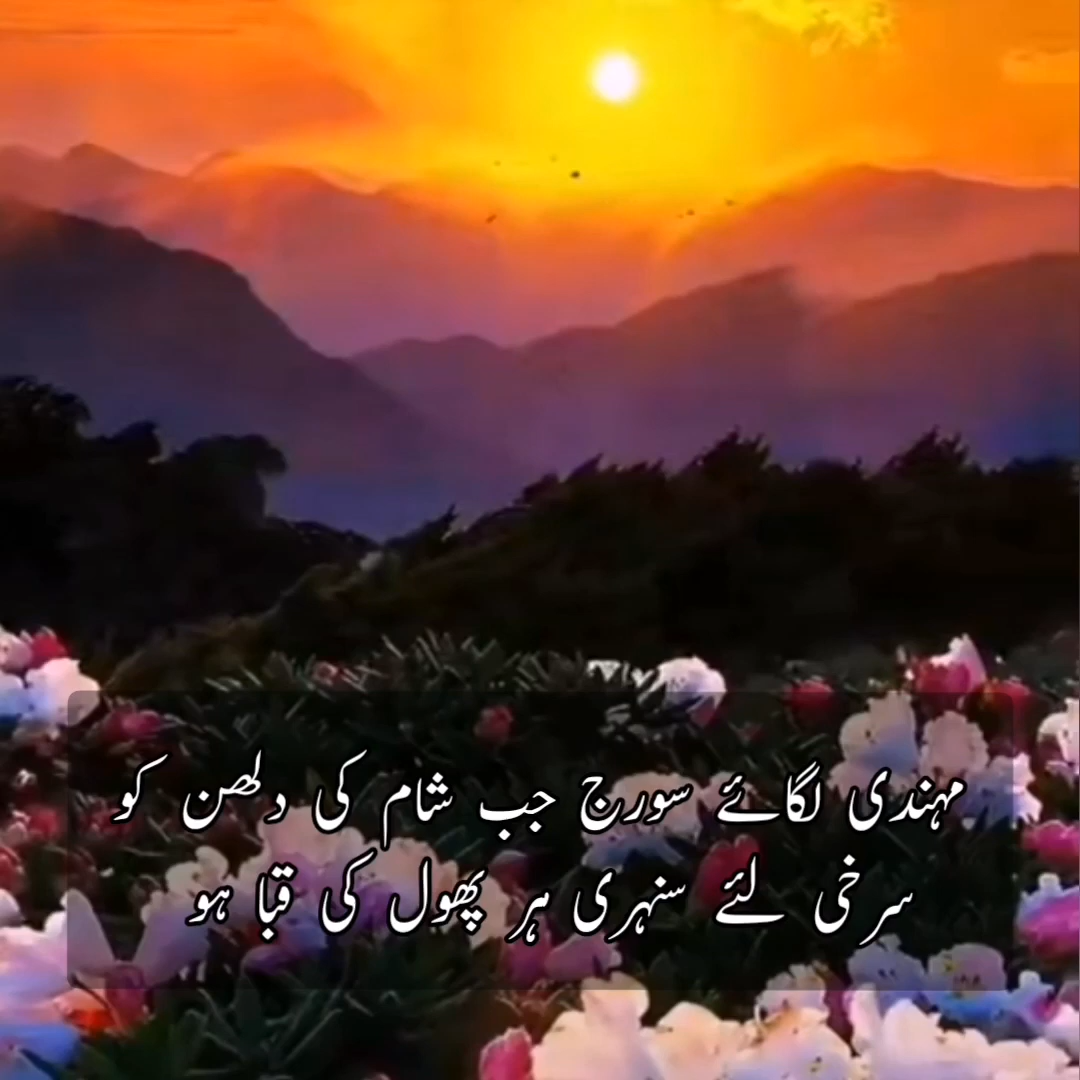 مہندی لگائے سورج جب شام کی دلھن کو
سرخی لئے سنہری ہر پھول کی قبا ہو